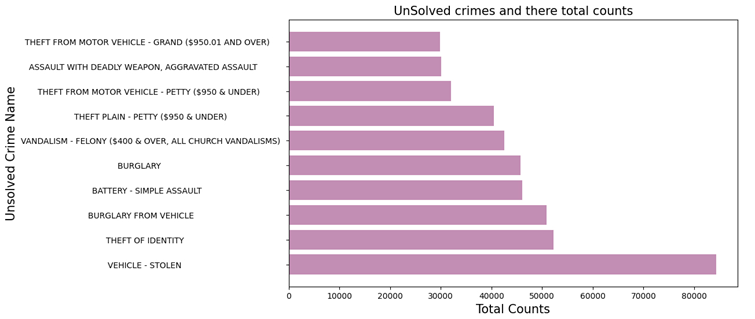 UnSolved crimes and there total counts
THEFT FROM MOTOR VEHICLE - GRAND ($950.01 AND OVER)
ASSAULT WITH DEADLY WEAPON, AGGRAVATED ASSAULT
THEFT FROM MOTOR VEHICLE - PETTY ($950 & UNDER)
THEFT PLAIN - PETTY ($950 & UNDER)
VANDALISM - FELONY ($400 & OVER, ALL CHURCH VANDALISMS)
BURGLARY
BATTERY - SIMPLE ASSAULT
BURGLARY FROM VEHICLE
THEFT OF IDENTITY
VEHICLE - STOLEN
Unsolved Crime Name
0 10000 20000 30000 40000 50000 60000 70000 80000
Total Counts